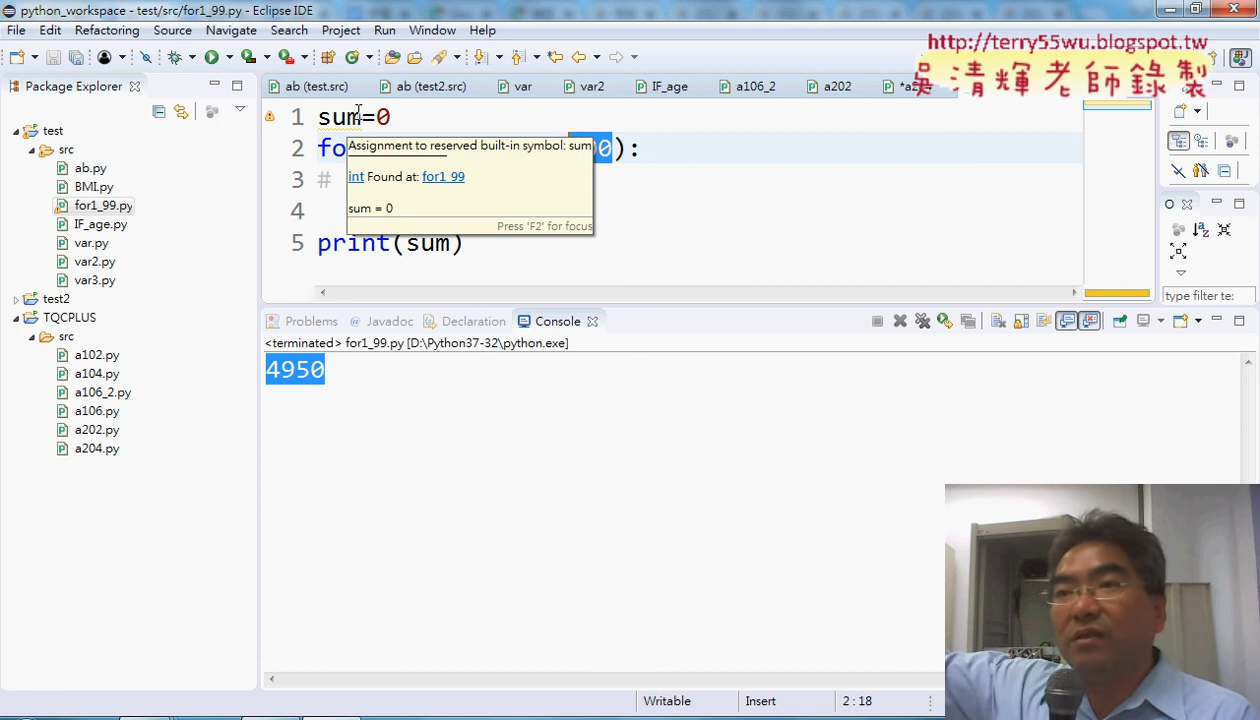 python_workspace - test/src/for1_99.py - Eclipse IDE
File Edit Refactoring Source Navigate Search Project Run Window Help
http://terry55wu.blogspot.tw
吳清輝老師錄製
Package Explorer
ab (test.src) ab (test2.src) var var2 IF_age a106_2 a202
test
src
ab.py
BMI.py
for1_99.py
IF_age.py
var.py
var2.py
var3.py
test2
TQCPLUS
src
a102.py
a104.py
a106_2.py
a106.py
a202.py
a204.py
1 sum=0
2 fo 0):
3 #
4
5 print(sum)
Assignment to reserved built-in symbol: sum
int Found at: for1_99
sum = 0
Press 'F2' for focus
type filter te:
Problems @ Javadoc Declaration Console
<terminated> for1_99.py [D:\Python37-32\python.exe]
4950
Writable Insert 2 : 18